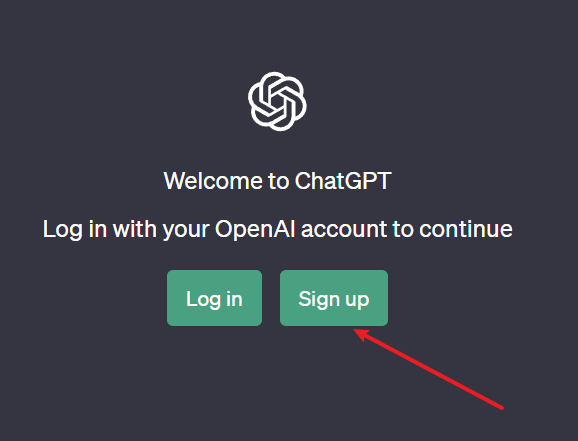 Welcome to ChatGPT
Log in with your OpenAI account to continue
Log in
Sign up